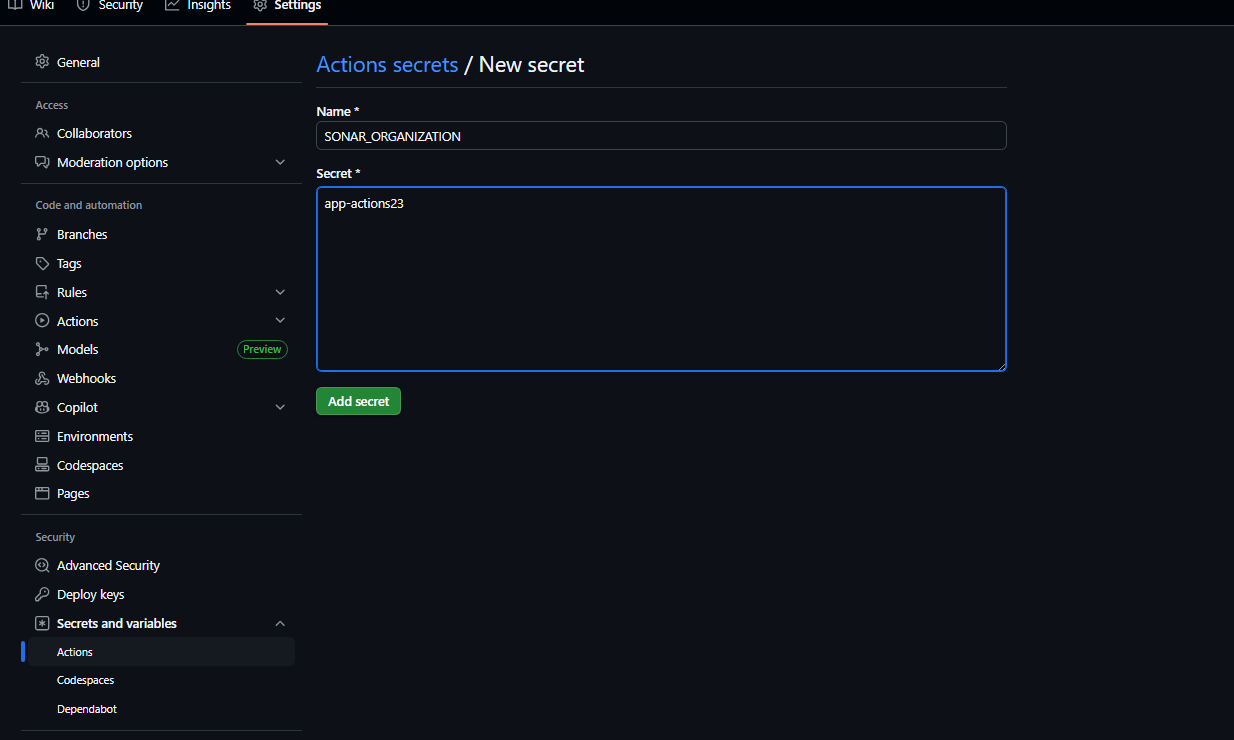 Wiki
Security
Insights
Settings
General
Access
Collaborators
Moderation options
Code and automation
Branches
Tags
Rules
Actions
Models
Preview
Webhooks
Copilot
Environments
Codespaces
Pages
Security
Advanced Security
Deploy keys
Secrets and variables
Actions
Codespaces
Dependabot
Actions secrets / New secret
Name *
SONAR_ORGANIZATION
Secret *
app-actions23
Add secret